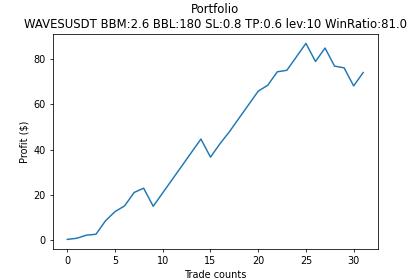 Portfolio
WAVESUSDT BBM:2.6 BBL:180 SL:0.8 TP:0.6 lev:10 WinRatio:81.0
Profit ($)
80
60
40
20
0
0 5 10 15 20 25 30
Trade counts